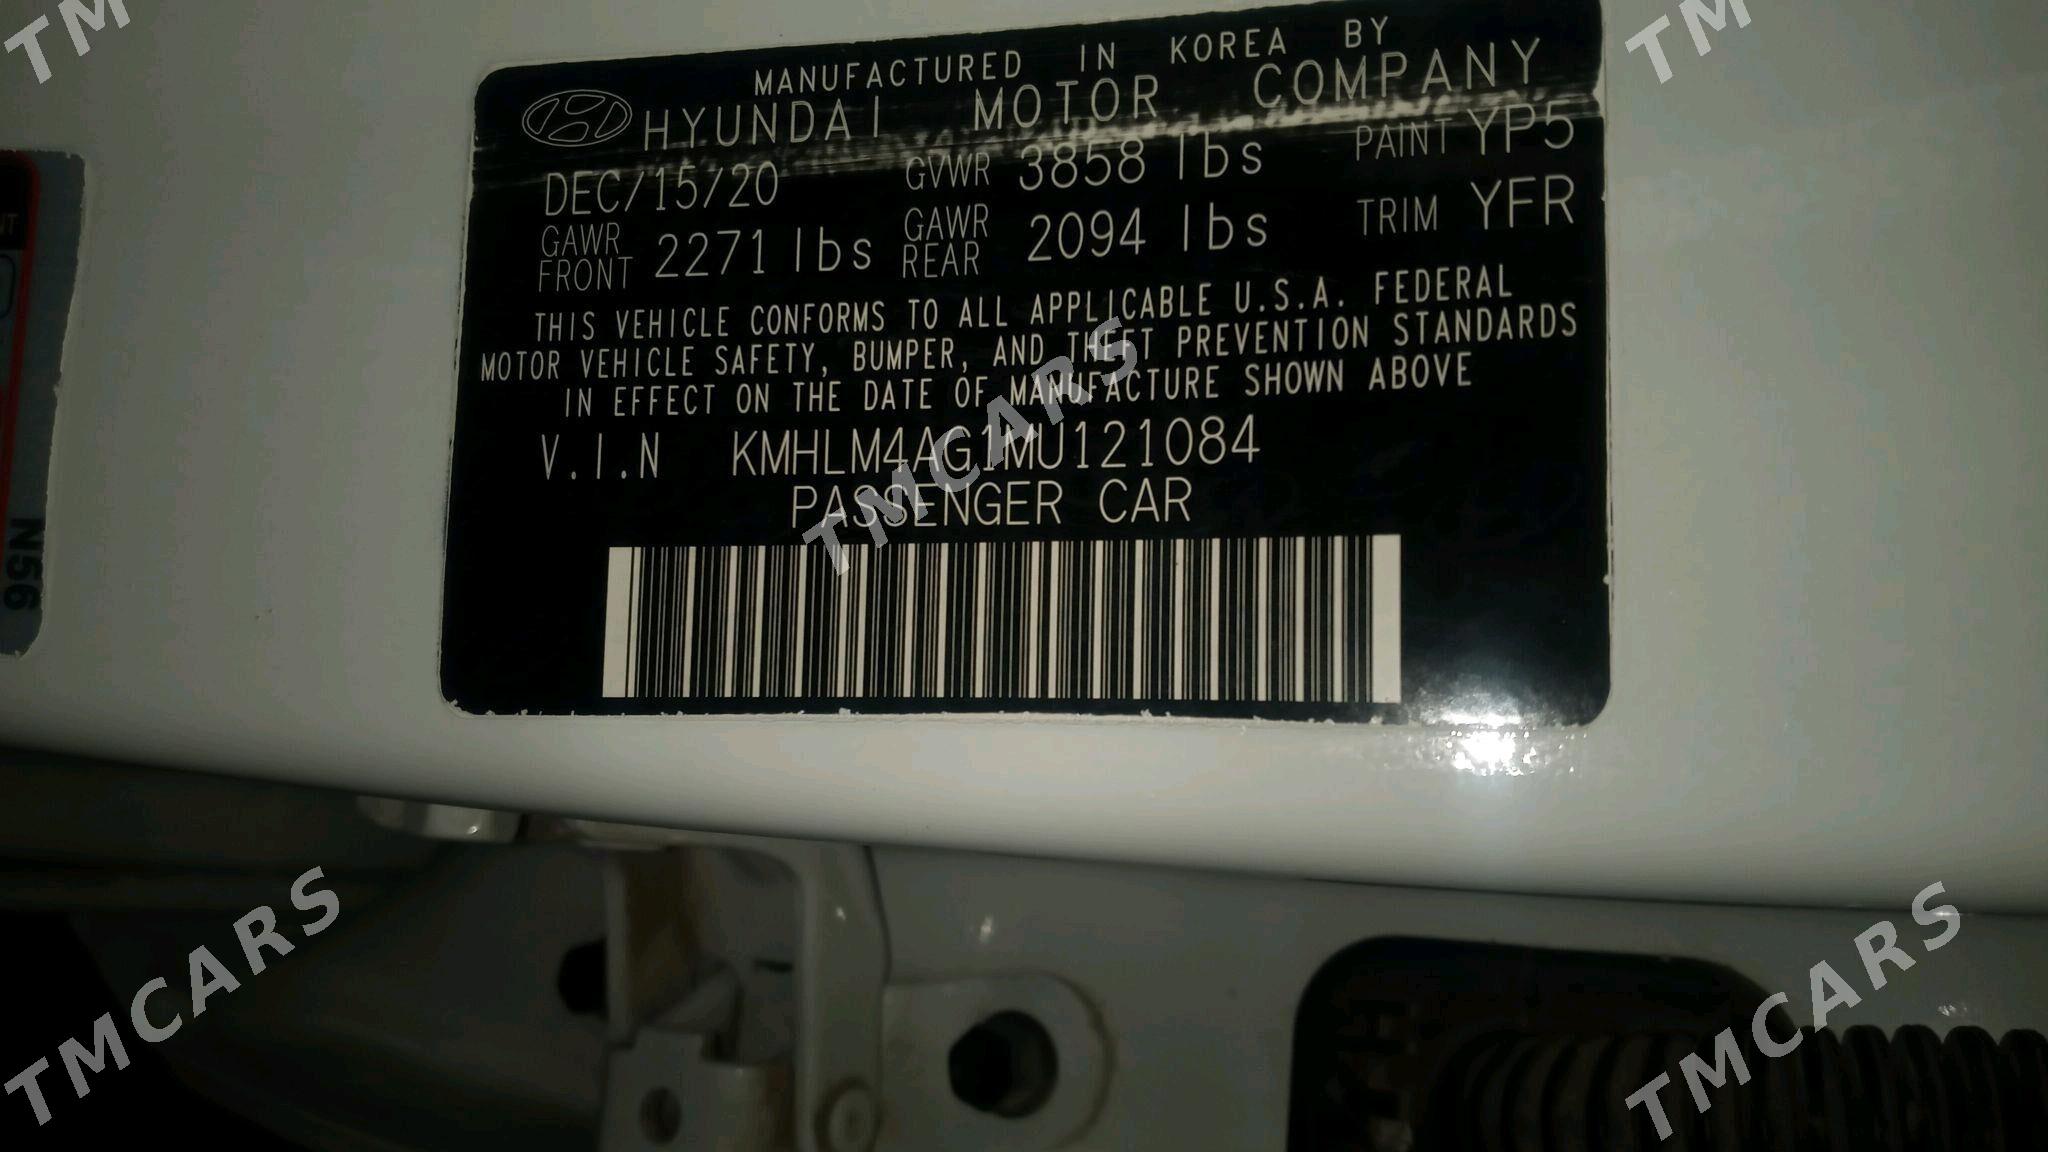 MANUFACTURED IN KOREA BY
HYUNDAI MOTOR COMPANY
DEC/15/20 GVWR 3858 lbs PAINT YP5
GAWR FRONT 2271 lbs GAWR REAR 2094 lbs TRIM YFR
THIS VEHICLE CONFORMS TO ALL APPLICABLE U.S.A. FEDERAL
MOTOR VEHICLE SAFETY, BUMPER, AND THEFT PREVENTION STANDARDS
IN EFFECT ON THE DATE OF MANUFACTURE SHOWN ABOVE
V.I.N KMHLM4AG1MU121084
PASSENGER CAR
N56
TMCARS
TMCARS
TMCARS